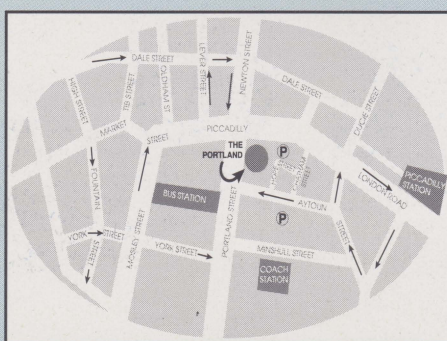 DALE STREET
LEVER STREET
NEWTON STREET
HIGH STREET
TIB STREET
OLDHAM ST
DALE STREET
DUCIE STREET
MARKET STREET
PICCADILLY
THE
PORTLAND
P
PICCADILLY
STATION
LONDON ROAD
FOUNTAIN STREET
BUS STATION
AYTOUN STREET
P
MOSLEY STREET
PORTLAND STREET
YORK STREET
YORK STREET
MINSHULL STREET
COACH
STATION